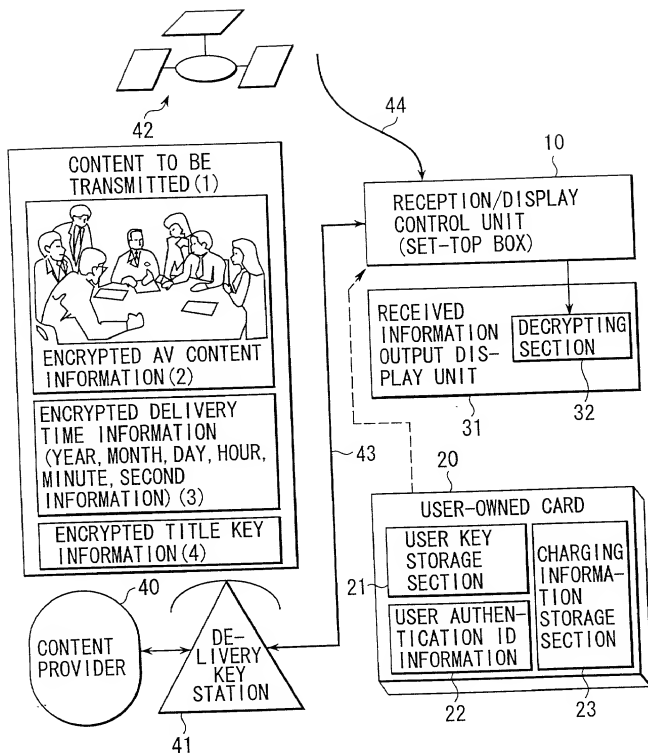 42
44
10
CONTENT TO BE
TRANSMITTED (1)
ENCRYPTED AV CONTENT
INFORMATION (2)
ENCRYPTED DELIVERY
TIME INFORMATION
(YEAR, MONTH, DAY, HOUR,
MINUTE, SECOND
INFORMATION) (3)
ENCRYPTED TITLE KEY
INFORMATION (4)
RECEPTION/DISPLAY
CONTROL UNIT
(SET-TOP BOX)
RECEIVED
INFORMATION
OUTPUT DIS-
PLAY UNIT
DECRYPTING
SECTION
32
31
43
20
USER-OWNED CARD
USER KEY
STORAGE
SECTION
21
USER AUTHEN-
TICATION ID
INFORMATION
22
CHARGING
INFORMA-
TION
STORAGE
SECTION
23
40
CONTENT
PROVIDER
DE-
LIVERY
KEY
STATION
41